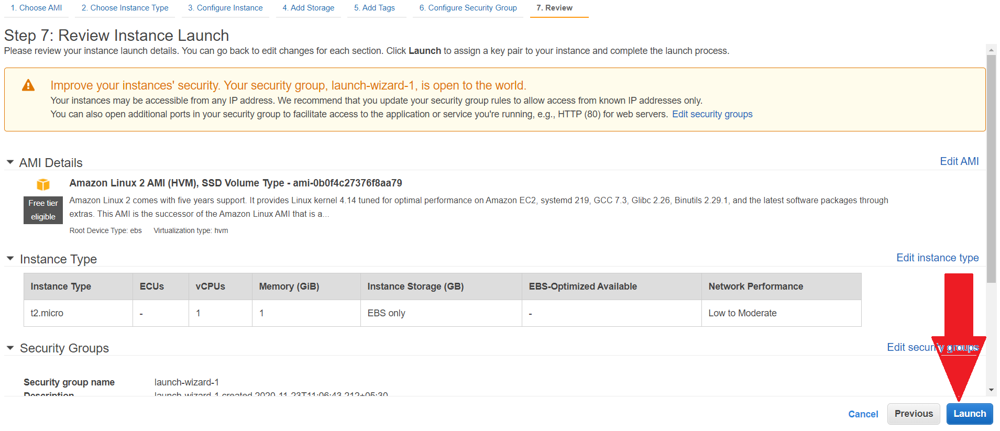 1. Choose AMI 2. Choose Instance Type 3. Configure Instance 4. Add Storage 5. Add Tags 6. Configure Security Group 7. Review
Step 7: Review Instance Launch
Please review your instance launch details. You can go back to edit changes for each section. Click Launch to assign a key pair to your instance and complete the launch process.
Improve your instances' security. Your security group, launch-wizard-1, is open to the world.
Your instances may be accessible from any IP address. We recommend that you update your security group rules to allow access from known IP addresses only.
You can also open additional ports in your security group to facilitate access to the application or service you're running, e.g., HTTP (80) for web servers. Edit security groups
AMI Details Edit AMI
Amazon Linux 2 AMI (HVM), SSD Volume Type - ami-0b0f4c27376f8aa79
Free tier
eligible
Amazon Linux 2 comes with five years support. It provides Linux kernel 4.14 tuned for optimal performance on Amazon EC2, systemd 219, GCC 7.3, Glibc 2.26, Binutils 2.29.1, and the latest software packages through
extras. This AMI is the successor of the Amazon Linux AMI that is a...
Root Device Type: ebs Virtualization type: hvm
Instance Type Edit instance type
Instance Type ECUs vCPUs Memory (GiB) Instance Storage (GB) EBS-Optimized Available Network Performance
t2.micro - 1 1 EBS only - Low to Moderate
Security Groups Edit security groups
Security group name launch-wizard-1
Description launch-wizard-1 created 2020-11-23T11:06:43.212+05:30
Cancel Previous Launch